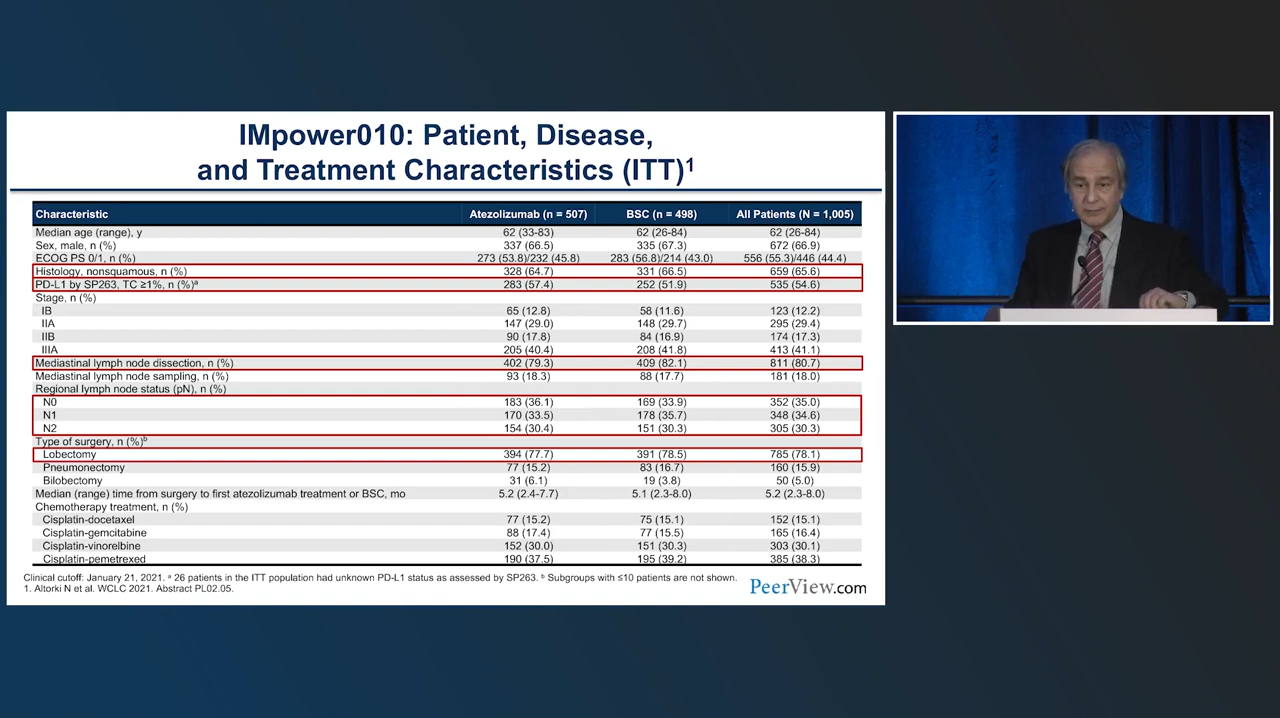 IMpower010: Patient, Disease,
and Treatment Characteristics (ITT)¹
Characteristic Atezolizumab (n = 507) BSC (n = 498) All Patients (N = 1,005)
Median age (range), y 62 (33-83) 62 (26-84) 62 (26-84)
Sex, male, n (%) 337 (66.5) 335 (67.3) 672 (66.9)
ECOG PS 0/1, n (%) 273 (53.8)/232 (45.8) 283 (56.8)/214 (43.0) 556 (55.3)/446 (44.4)
Histology, nonsquamous, n (%) 328 (64.7) 331 (66.5) 659 (65.6)
PD-L1 by SP263, TC ≥1%, n (%)ᵃ 283 (57.4) 252 (51.9) 535 (54.6)
Stage, n (%)
IB 65 (12.8) 58 (11.6) 123 (12.2)
IIA 147 (29.0) 148 (29.7) 295 (29.4)
IIB 90 (17.8) 84 (16.9) 174 (17.3)
IIIA 205 (40.4) 208 (41.8) 413 (41.1)
Mediastinal lymph node dissection, n (%) 402 (79.3) 409 (82.1) 811 (80.7)
Mediastinal lymph node sampling, n (%) 93 (18.3) 88 (17.7) 181 (18.0)
Regional lymph node status (pN), n (%)
N0 183 (36.1) 169 (33.9) 352 (35.0)
N1 170 (33.5) 178 (35.7) 348 (34.6)
N2 154 (30.4) 151 (30.3) 305 (30.3)
Type of surgery, n (%)ᵇ
Lobectomy 394 (77.7) 391 (78.5) 785 (78.1)
Pneumonectomy 77 (15.2) 83 (16.7) 160 (15.9)
Bilobectomy 31 (6.1) 19 (3.8) 50 (5.0)
Median (range) time from surgery to first atezolizumab treatment or BSC, mo 5.2 (2.4-7.7) 5.1 (2.3-8.0) 5.2 (2.3-8.0)
Chemotherapy treatment, n (%)
Cisplatin-docetaxel 77 (15.2) 75 (15.1) 152 (15.1)
Cisplatin-gemcitabine 88 (17.4) 77 (15.5) 165 (16.4)
Cisplatin-vinorelbine 152 (30.0) 151 (30.3) 303 (30.1)
Cisplatin-pemetrexed 190 (37.5) 195 (39.2) 385 (38.3)
Clinical cutoff: January 21, 2021. ᵃ 26 patients in the ITT population had unknown PD-L1 status as assessed by SP263. ᵇ Subgroups with ≤10 patients are not shown.
1. Altorki N et al. WCLC 2021. Abstract PL02.05.
PeerView.com